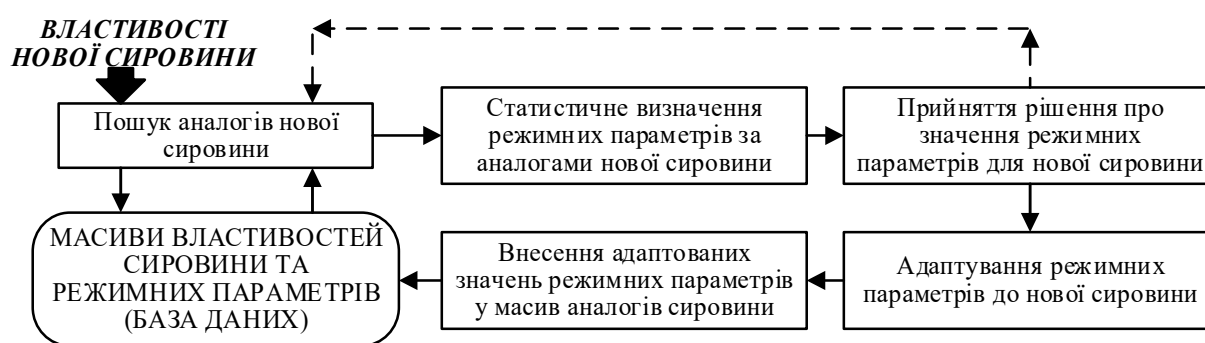 ВЛАСТИВОСТІ
НОВОЇ СИРОВИНИ
Пошук аналогів нової
сировини
Статистичне визначення
режимних параметрів за
аналогами нової сировини
Прийняття рішення про
значення режимних
параметрів для нової сировини
МАСИВИ ВЛАСТИВОСТЕЙ
СИРОВИНИ ТА
РЕЖИМНИХ ПАРАМЕТРІВ
(БАЗА ДАНИХ)
Внесення адаптованих
значень режимних параметрів
у масив аналогів сировини
Адаптування режимних
параметрів до нової сировини